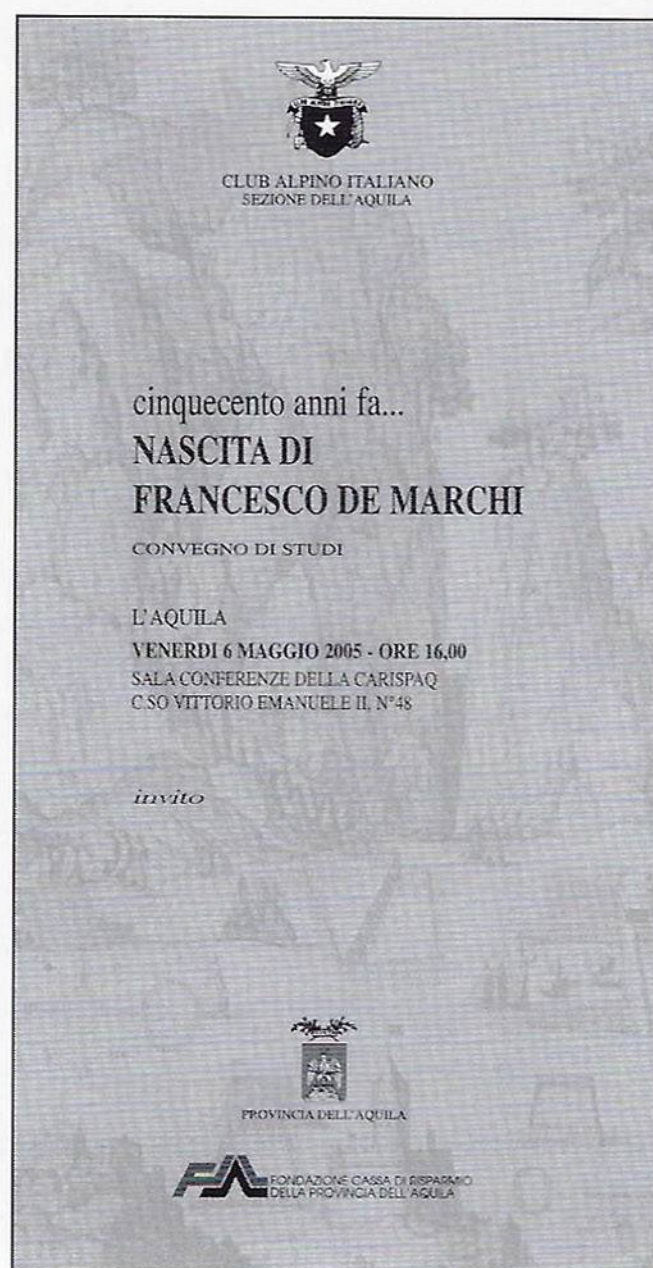 CLUB ALPINO ITALIANO
SEZIONE DELL'AQUILA
cinquecento anni fa...
NASCITA DI
FRANCESCO DE MARCHI
CONVEGNO DI STUDI
L'AQUILA
VENERDI 6 MAGGIO 2005 - ORE 16,00
SALA CONFERENZE DELLA CARISPAQ
C.SO VITTORIO EMANUELE II, N°48
invito
PROVINCIA DELL'AQUILA
FONDAZIONE CASSA DI RISPARMIO
DELLA PROVINCIA DELL'AQUILA